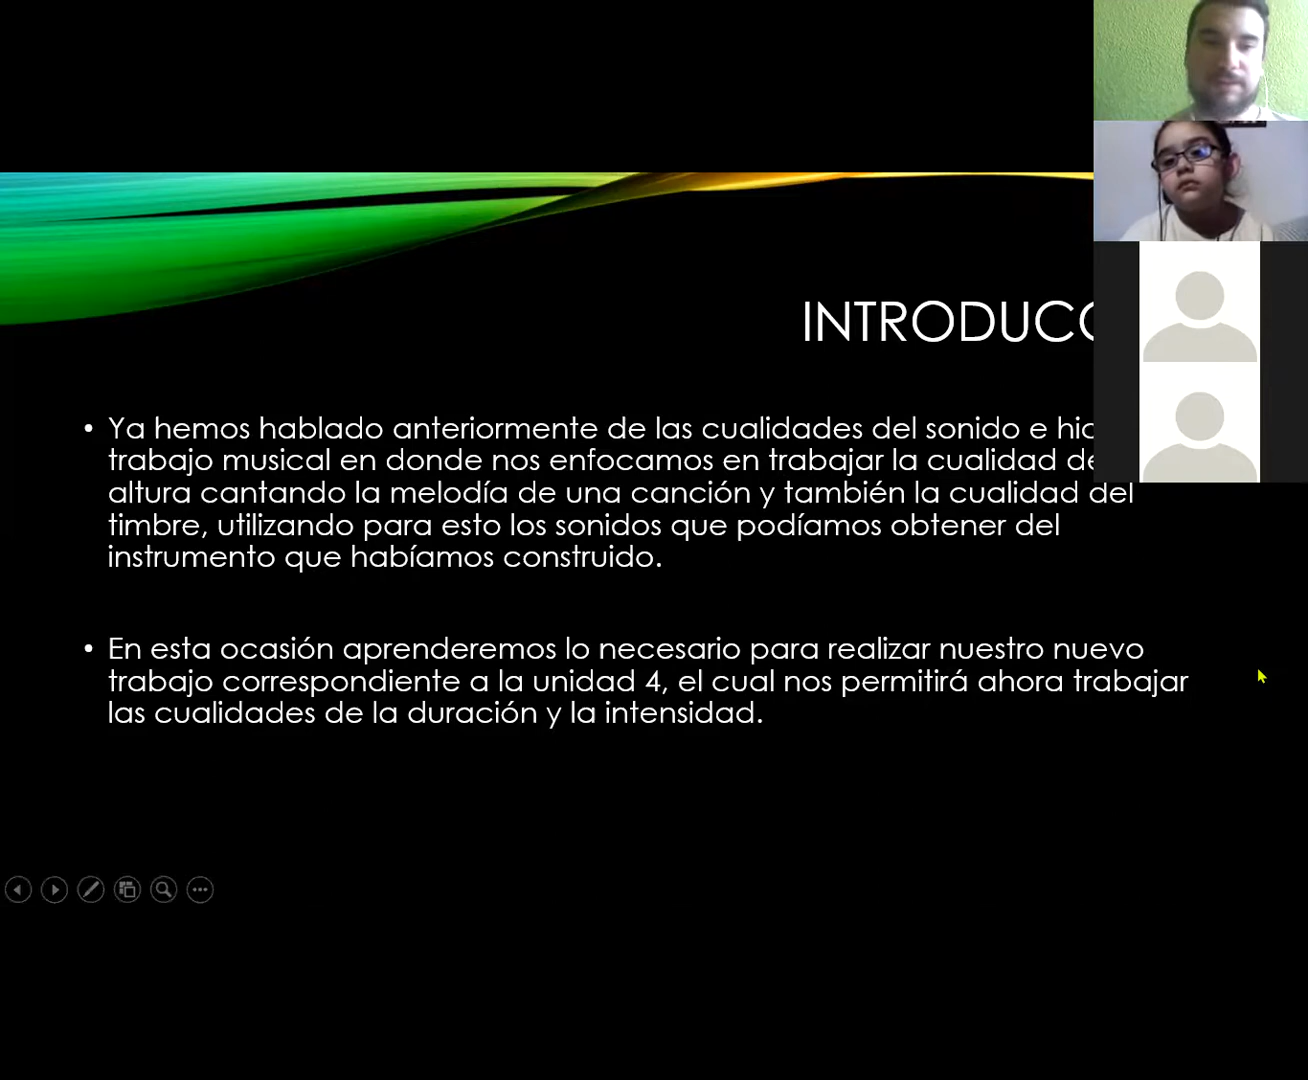 INTRODUCC
• Ya hemos hablado anteriormente de las cualidades del sonido e
trabajo musical en donde nos enfocamos en trabajar la cualidad de
altura cantando la melodía de una canción y también la cualidad del
timbre, utilizando para esto los sonidos que podíamos obtener del
instrumento que habíamos construido.
• En esta ocasión aprenderemos lo necesario para realizar nuestro nuevo
trabajo correspondiente a la unidad 4, el cual nos permitirá ahora trabajar
las cualidades de la duración y la intensidad.